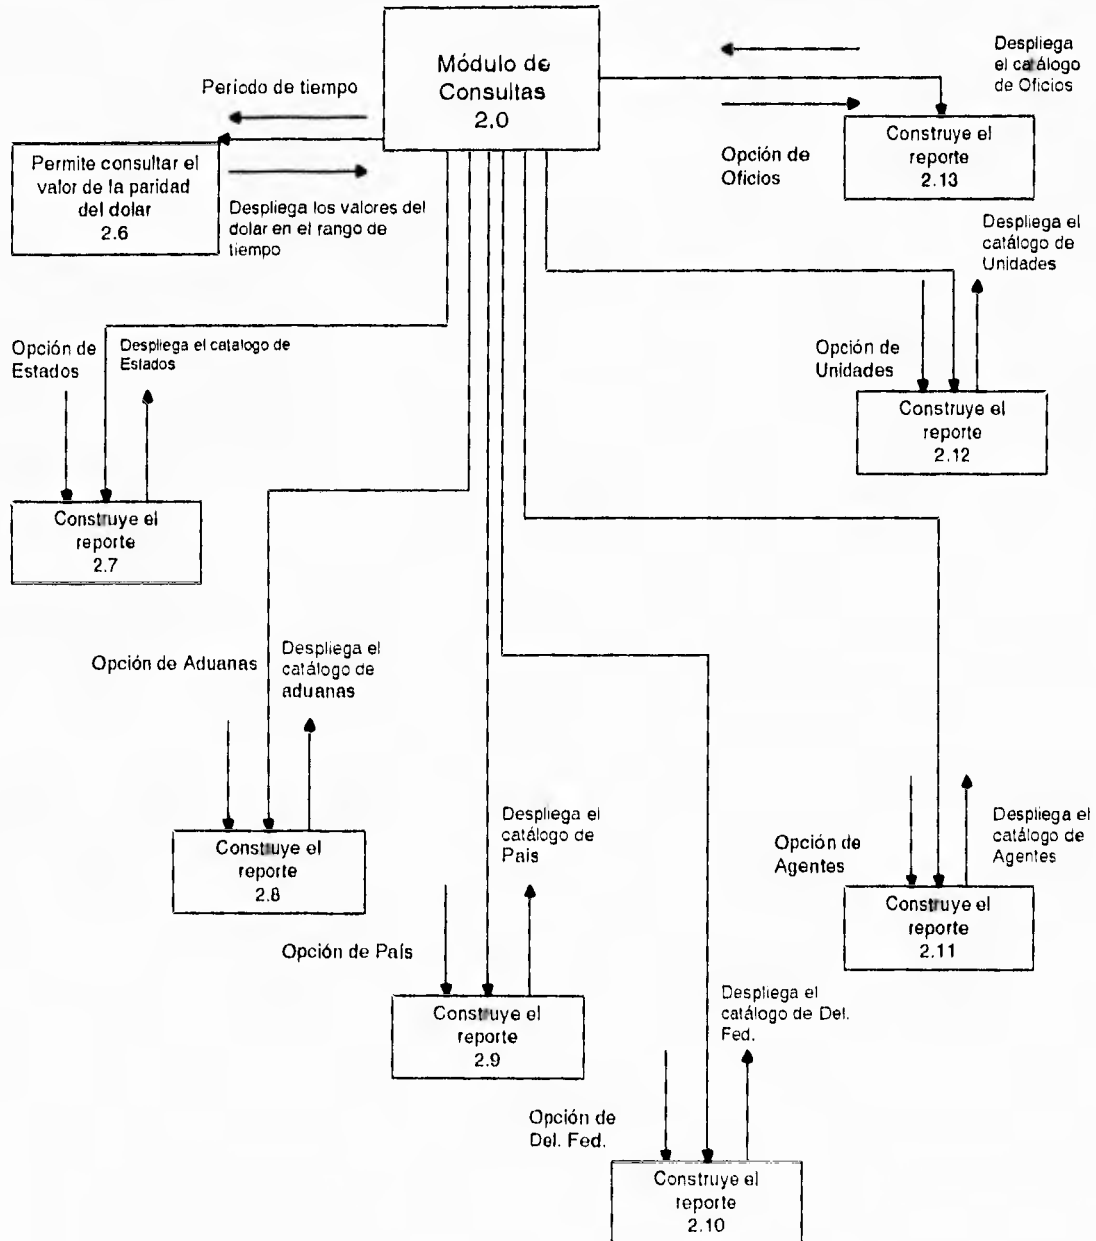 Módulo de
Consultas
2.0
Despliega
el catálogo
de Oficios
Periodo de tiempo
Construye el
reporte
2.13
Opción de
Oficios
Permite consultar el
valor de la paridad
del dolar
2.6
Despliega los valores del
dolar en el rango de
tiempo
Despliega el
catálogo de
Unidades
Opción de
Estados
Despliega el catalogo de
Estados
Opción de
Unidades
Construye el
reporte
2.12
Construye el
reporte
2.7
Opción de Aduanas
Despliega el
catálogo de
aduanas
Despliega el
catálogo de
País
Opción de
Agentes
Despliega el
catálogo de
Agentes
Construye el
reporte
2.8
Construye el
reporte
2.11
Opción de País
Construye el
reporte
2.9
Despliega el
catálogo de Del.
Fed.
Opción de
Del. Fed.
Construye el
reporte
2.10